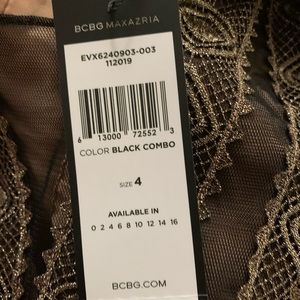 BCBGMAXAZRIA
EVX6240903-003
112019
6 13000 72552 3
COLOR BLACK COMBO
SIZE 4
AVAILABLE IN
0 2 4 6 8 10 12 14 16
BCBG.COM